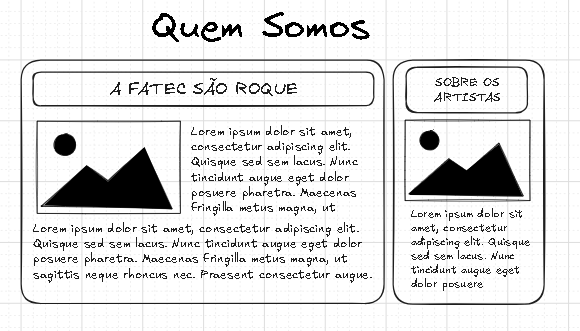 Quem Somos
A FATEC SÃO ROQUE
Lorem ipsum dolor sit amet,
consectetur adipiscing elit.
Quisque sed sem lacus. Nunc
tincidunt augue eget dolor
posuere pharetra. Maecenas
fringilla metus magna, ut
Lorem ipsum dolor sit amet, consectetur adipiscing elit.
Quisque sed sem lacus. Nunc tincidunt augue eget dolor
posuere pharetra. Maecenas fringilla metus magna, ut
sagittis neque rhoncus nec. Praesent consectetur augue.
SOBRE OS
ARTISTAS
Lorem ipsum dolor sit
amet, consectetur
adipiscing elit. Quisque
sed sem lacus. Nunc
tincidunt augue eget
dolor posuere